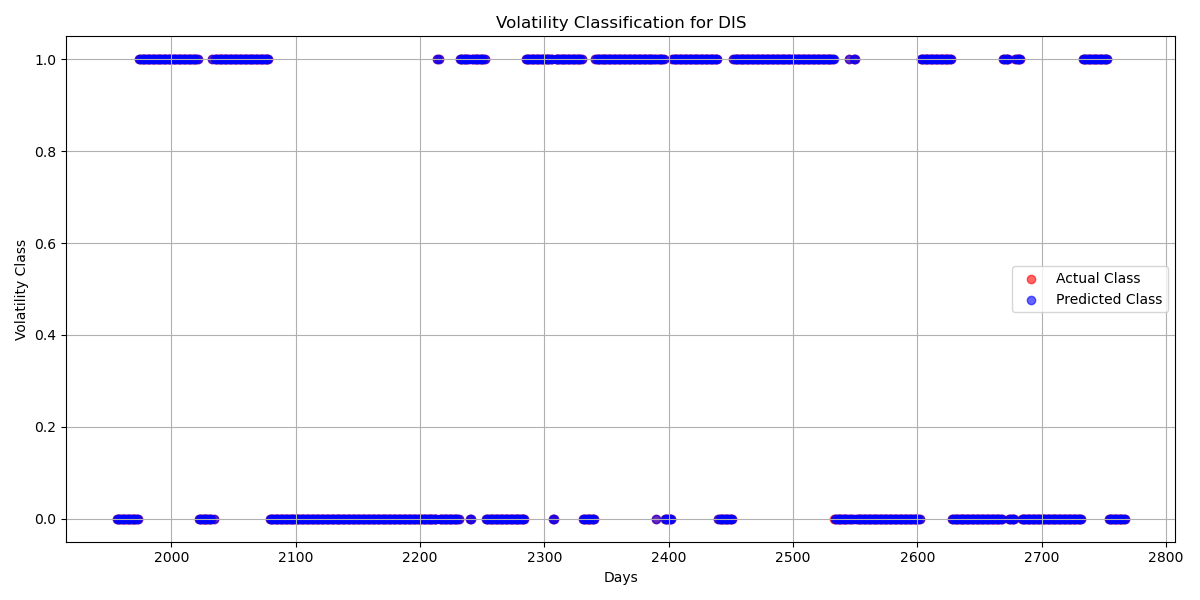 Volatility Classification for DIS
1.0
0.8
0.6
0.4
0.2
0.0
Volatility Class
Actual Class
Predicted Class
2000 2100 2200 2300 2400 2500 2600 2700 2800
Days